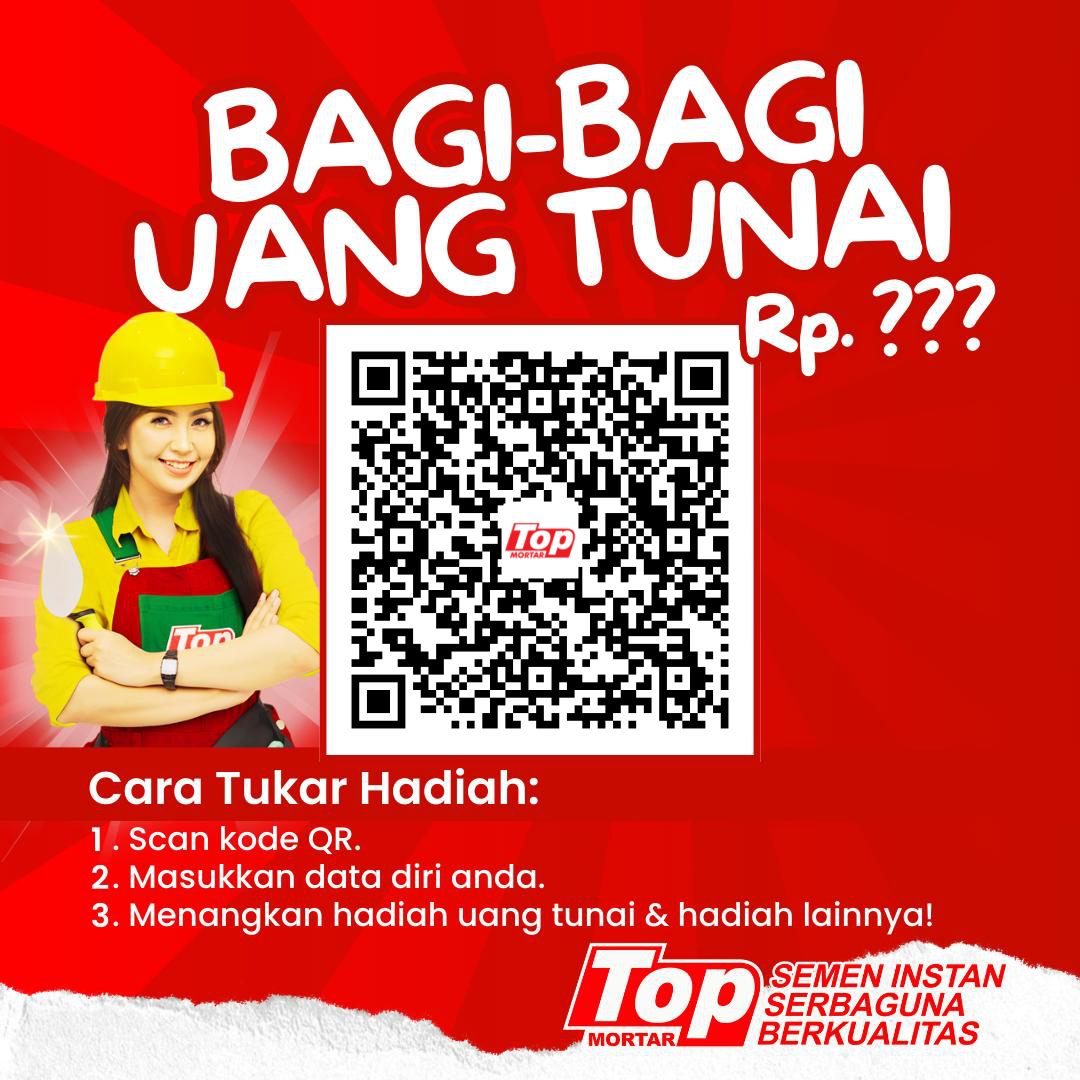 BAGI-BAGI
UANG TUNAI
Rp. ???
Top
MORTAR
Top
Cara Tukar Hadiah:
1. Scan kode QR.
2. Masukkan data diri anda.
3. Menangkan hadiah uang tunai & hadiah lainnya!
Top
MORTAR
SEMEN INSTAN
SERBAGUNA
BERKUALITAS